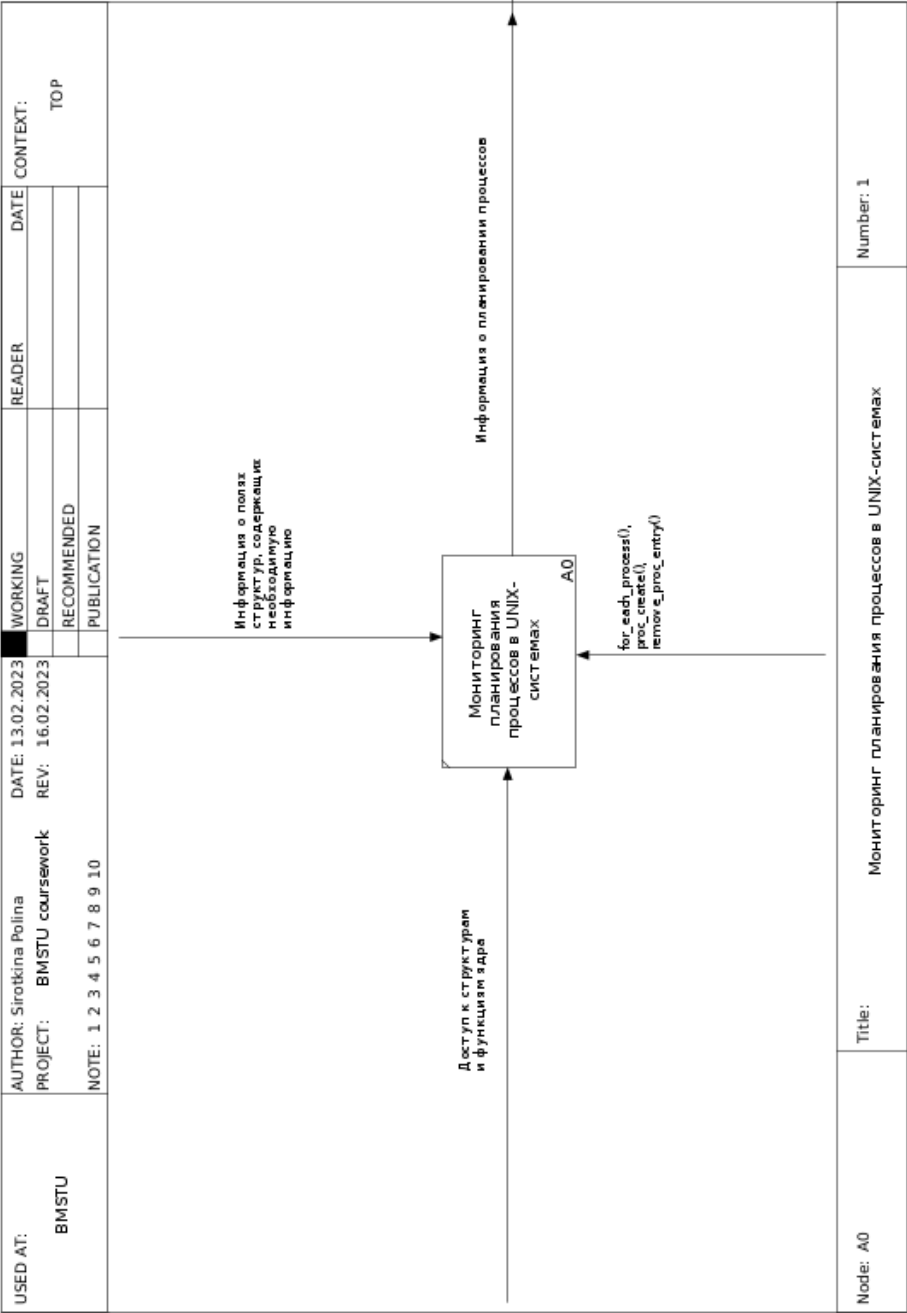 USED AT:
BMSTU
AUTHOR: Sirotkina Polina
DATE: 13.02.2023
PROJECT: BMSTU coursework
REV: 16.02.2023
NOTE: 1 2 3 4 5 6 7 8 9 10
WORKING
DRAFT
RECOMMENDED
PUBLICATION
READER
DATE
CONTEXT:
TOP
Информация о полях
структур, содержащих
необходимую
информацию
Доступ к структурам
и функциям ядра
Мониторинг
планирования
процессов в UNIX-
системах
A0
Информация о планировании процессов
for_each_process(),
proc_create(),
remove_proc_entry()
Node: A0
Title:
Мониторинг планирования процессов в UNIX-системах
Number: 1